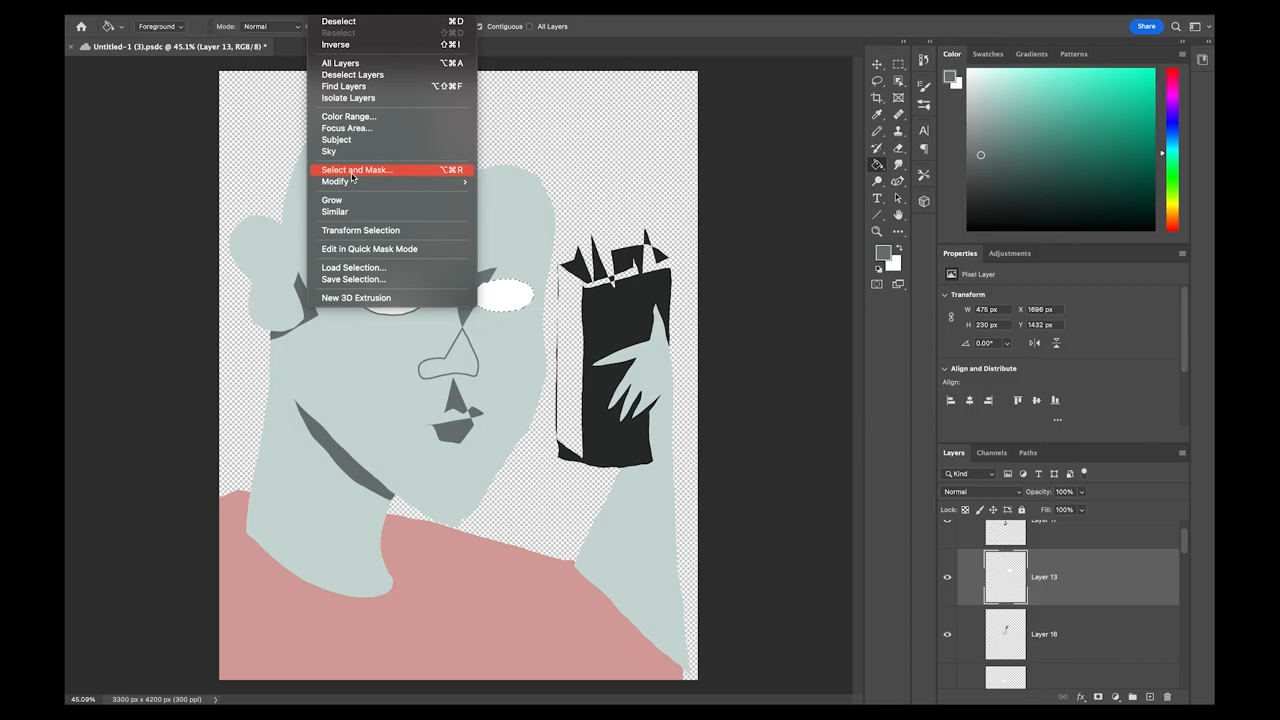 Foreground
Mode: Normal
Contiguous
All Layers
Share
Untitled-1 (3).psdc @ 45.1% (Layer 13, RGB/8) *
Deselect ⌘D
Reselect ⇧⌘D
Inverse ⇧⌘I
All Layers ⌥⌘A
Deselect Layers
Find Layers ⌥⇧⌘F
Isolate Layers
Color Range...
Focus Area...
Subject
Sky
Select and Mask... ⌥⌘R
Modify
Grow
Similar
Transform Selection
Edit in Quick Mask Mode
Load Selection...
Save Selection...
New 3D Extrusion
Color Swatches Gradients Patterns
Properties Adjustments
Pixel Layer
Transform
W 475 px X 1696 px
H 230 px Y 1432 px
0.00°
Align and Distribute
Align:
Layers Channels Paths
Kind
Normal Opacity: 100%
Lock: Fill: 100%
Layer 17
Layer 13
Layer 16
45.09% 3300 px x 4200 px (300 ppi)